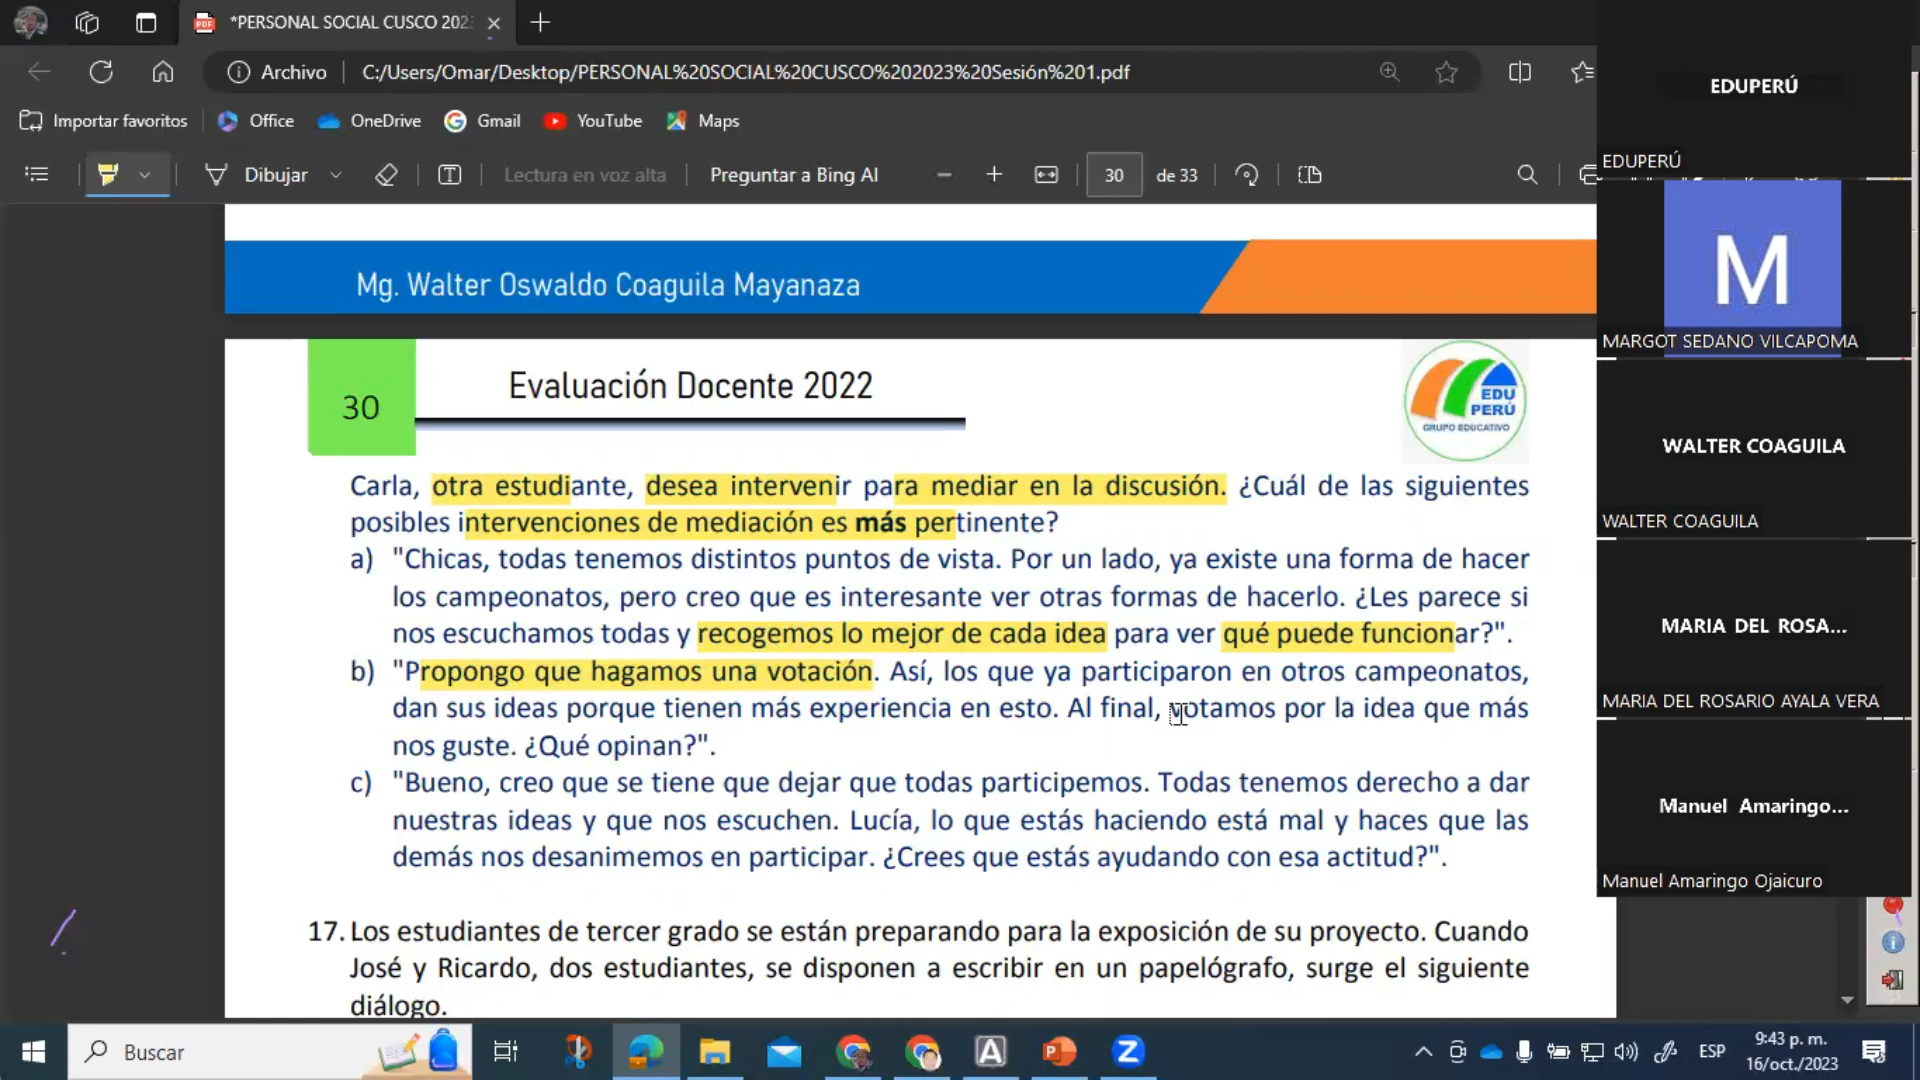 *PERSONAL SOCIAL CUSCO 202
Archivo
C:/Users/Omar/Desktop/PERSONAL%20SOCIAL%20CUSCO%202023%20Sesión%201.pdf
Importar favoritos
Office
OneDrive
Gmail
YouTube
Maps
Dibujar
Lectura en voz alta
Preguntar a Bing AI
30
de 33
Mg. Walter Oswaldo Coaguila Mayanaza
30
Evaluación Docente 2022
EDU
PERÚ
GRUPO EDUCATIVO
Carla, otra estudiante, desea intervenir para mediar en la discusión. ¿Cuál de las siguientes
posibles intervenciones de mediación es más pertinente?
a) "Chicas, todas tenemos distintos puntos de vista. Por un lado, ya existe una forma de hacer
los campeonatos, pero creo que es interesante ver otras formas de hacerlo. ¿Les parece si
nos escuchamos todas y recogemos lo mejor de cada idea para ver qué puede funcionar?".
b) "Propongo que hagamos una votación. Así, los que ya participaron en otros campeonatos,
dan sus ideas porque tienen más experiencia en esto. Al final, votamos por la idea que más
nos guste. ¿Qué opinan?".
c) "Bueno, creo que se tiene que dejar que todas participemos. Todas tenemos derecho a dar
nuestras ideas y que nos escuchen. Lucía, lo que estás haciendo está mal y haces que las
demás nos desanimemos en participar. ¿Crees que estás ayudando con esa actitud?".
17. Los estudiantes de tercer grado se están preparando para la exposición de su proyecto. Cuando
José y Ricardo, dos estudiantes, se disponen a escribir en un papelógrafo, surge el siguiente
diálogo.
EDUPERÚ
EDUPERÚ
M
MARGOT SEDANO VILCAPOMA
WALTER COAGUILA
WALTER COAGUILA
MARIA DEL ROSA...
MARIA DEL ROSARIO AYALA VERA
Manuel Amaringo...
Manuel Amaringo Ojaicuro
Buscar
ESP
9:43 p. m.
16/oct./2023